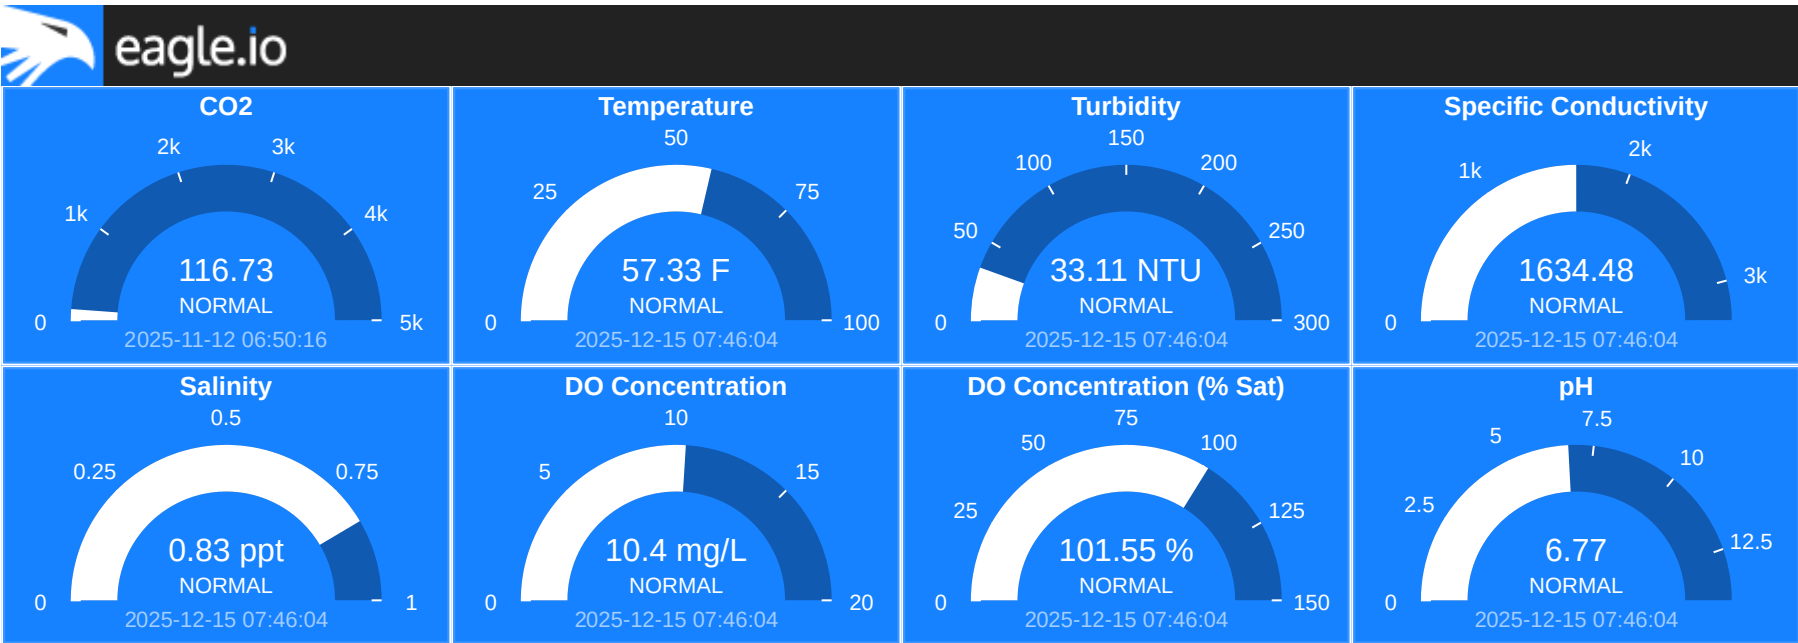 eagle.io
CO2
0
1k
2k
3k
4k
5k
116.73
NORMAL
2025-11-12 06:50:16
Temperature
0
25
50
75
100
57.33 F
NORMAL
2025-12-15 07:46:04
Turbidity
0
50
100
150
200
250
300
33.11 NTU
NORMAL
2025-12-15 07:46:04
Specific Conductivity
0
1k
2k
3k
1634.48
NORMAL
2025-12-15 07:46:04
Salinity
0
0.25
0.5
0.75
1
0.83 ppt
NORMAL
2025-12-15 07:46:04
DO Concentration
0
5
10
15
20
10.4 mg/L
NORMAL
2025-12-15 07:46:04
DO Concentration (% Sat)
0
25
50
75
100
125
150
101.55 %
NORMAL
2025-12-15 07:46:04
pH
0
2.5
5
7.5
10
12.5
6.77
NORMAL
2025-12-15 07:46:04